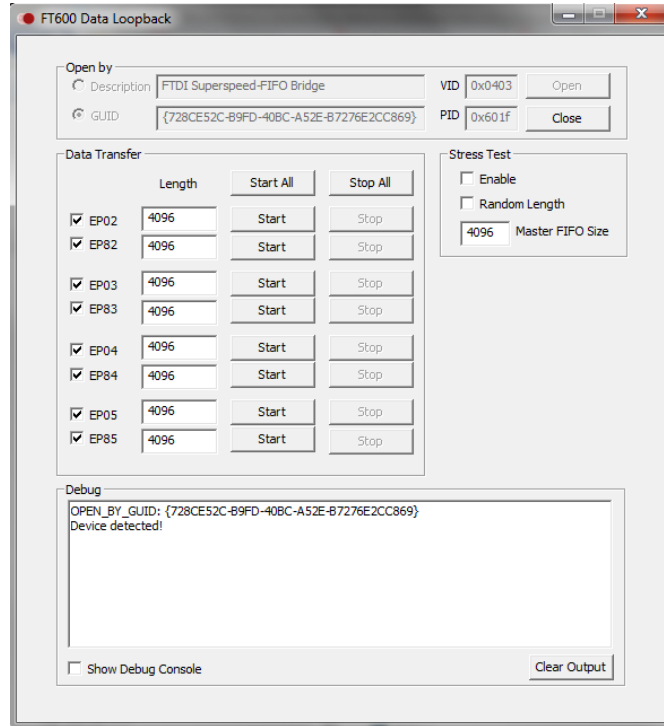 FT600 Data Loopback
Open by
Description FTDI Superspeed-FIFO Bridge VID 0x0403 Open
GUID {728CE52C-B9FD-40BC-A52E-B7276E2CC869} PID 0x601f Close
Data Transfer
Length Start All Stop All
EP02 4096 Start Stop
EP82 4096 Start Stop
EP03 4096 Start Stop
EP83 4096 Start Stop
EP04 4096 Start Stop
EP84 4096 Start Stop
EP05 4096 Start Stop
EP85 4096 Start Stop
Stress Test
Enable
Random Length
4096 Master FIFO Size
Debug
OPEN_BY_GUID: {728CE52C-B9FD-40BC-A52E-B7276E2CC869}
Device detected!
Show Debug Console Clear Output